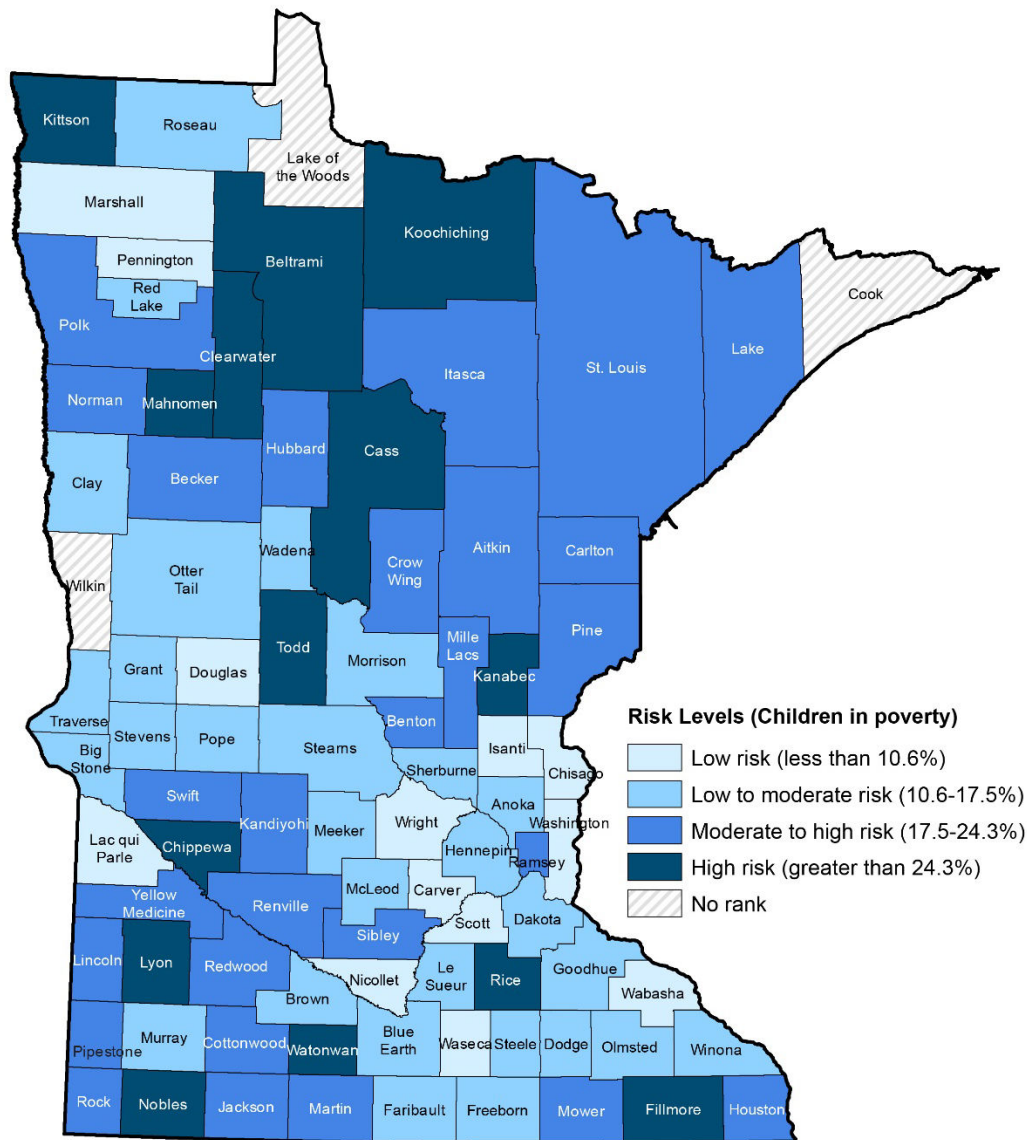 Kittson
Roseau
Lake of
the Woods
Marshall
Koochiching
Pennington
Beltrami
Red
Lake
Cook
Polk
Clearwater
Lake
St. Louis
Itasca
Norman
Mahnomen
Hubbard
Cass
Becker
Clay
Wadena
Aitkin
Carlton
Otter
Tail
Crow
Wing
Wilkin
Pine
Mille
Lacs
Todd
Morrison
Kanabec
Grant
Douglas
Traverse
Benton
Stevens
Pope
Stearns
Isanti
Big
Stone
Sherburne
Chisago
Swift
Anoka
Kandiyohi
Meeker
Wright
Washington
Lac qui
Parle
Chippewa
Hennepin
Ramsey
McLeod
Carver
Yellow
Medicine
Renville
Scott
Dakota
Sibley
Lincoln
Lyon
Redwood
Nicollet
Le
Sueur
Rice
Goodhue
Wabasha
Brown
Pipestone
Murray
Cottonwood
Watonwan
Blue
Earth
Waseca
Steele
Dodge
Olmsted
Winona
Rock
Nobles
Jackson
Martin
Faribault
Freeborn
Mower
Fillmore
Houston
Risk Levels (Children in poverty)
Low risk (less than 10.6%)
Low to moderate risk (10.6-17.5%)
Moderate to high risk (17.5-24.3%)
High risk (greater than 24.3%)
No rank